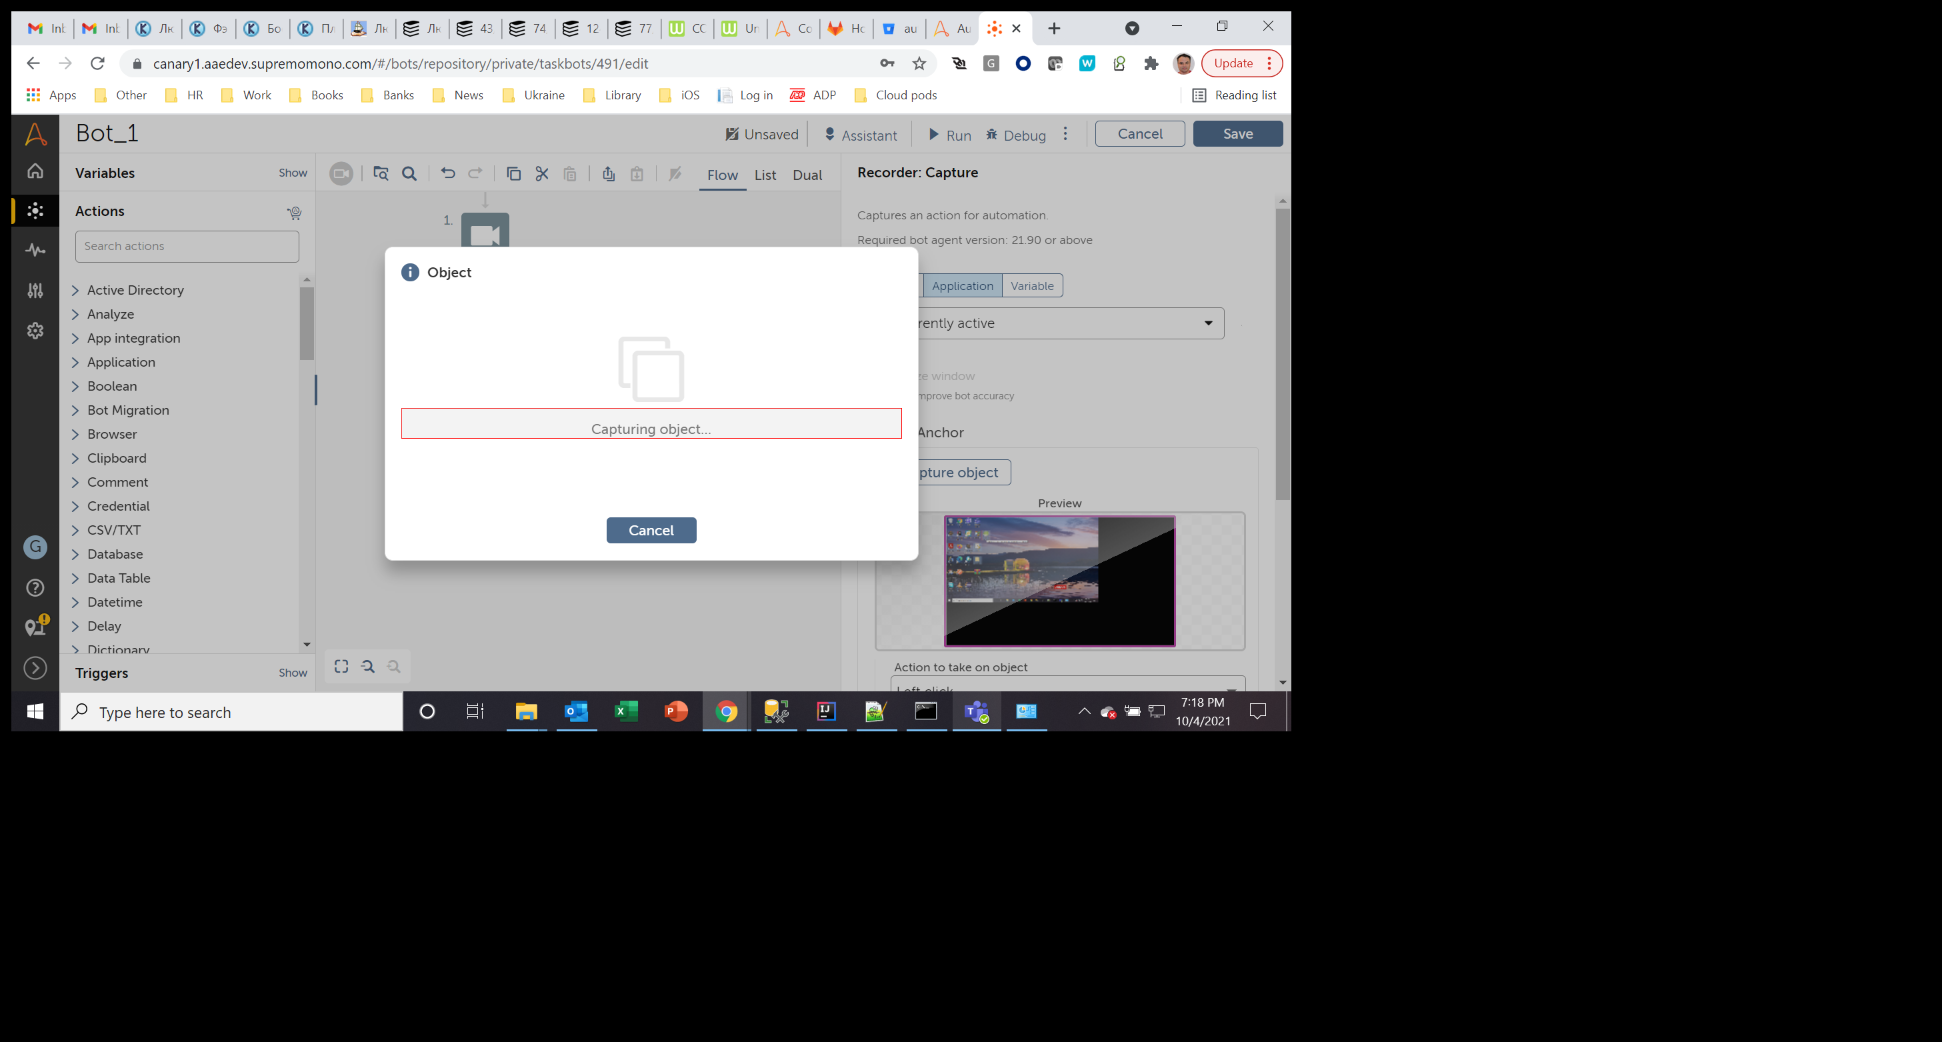 Int
Int
Лк
Фэ
Бо
Пл
Лк
Лк
43
74
12
77
CC
Ur
Co
Hc
au
Au
canary1.aaedev.supremomono.com/#/bots/repository/private/taskbots/491/edit
Update
Apps
Other
HR
Work
Books
Banks
News
Ukraine
Library
iOS
Log in
ADP
Cloud pods
Reading list
Bot_1
Unsaved
Assistant
Run
Debug
Cancel
Save
Variables
Show
Flow
List
Dual
Recorder: Capture
Actions
Search actions
1.
Captures an action for automation.
Required bot agent version: 21.90 or above
Object
Application
Variable
rently active
ze window
mprove bot accuracy
Capturing object...
Anchor
pture object
Cancel
Preview
Active Directory
Analyze
App integration
Application
Boolean
Bot Migration
Browser
Clipboard
Comment
Credential
CSV/TXT
Database
Data Table
Datetime
Delay
Dictionary
G
Triggers
Show
Action to take on object
Left click
Type here to search
7:18 PM
10/4/2021